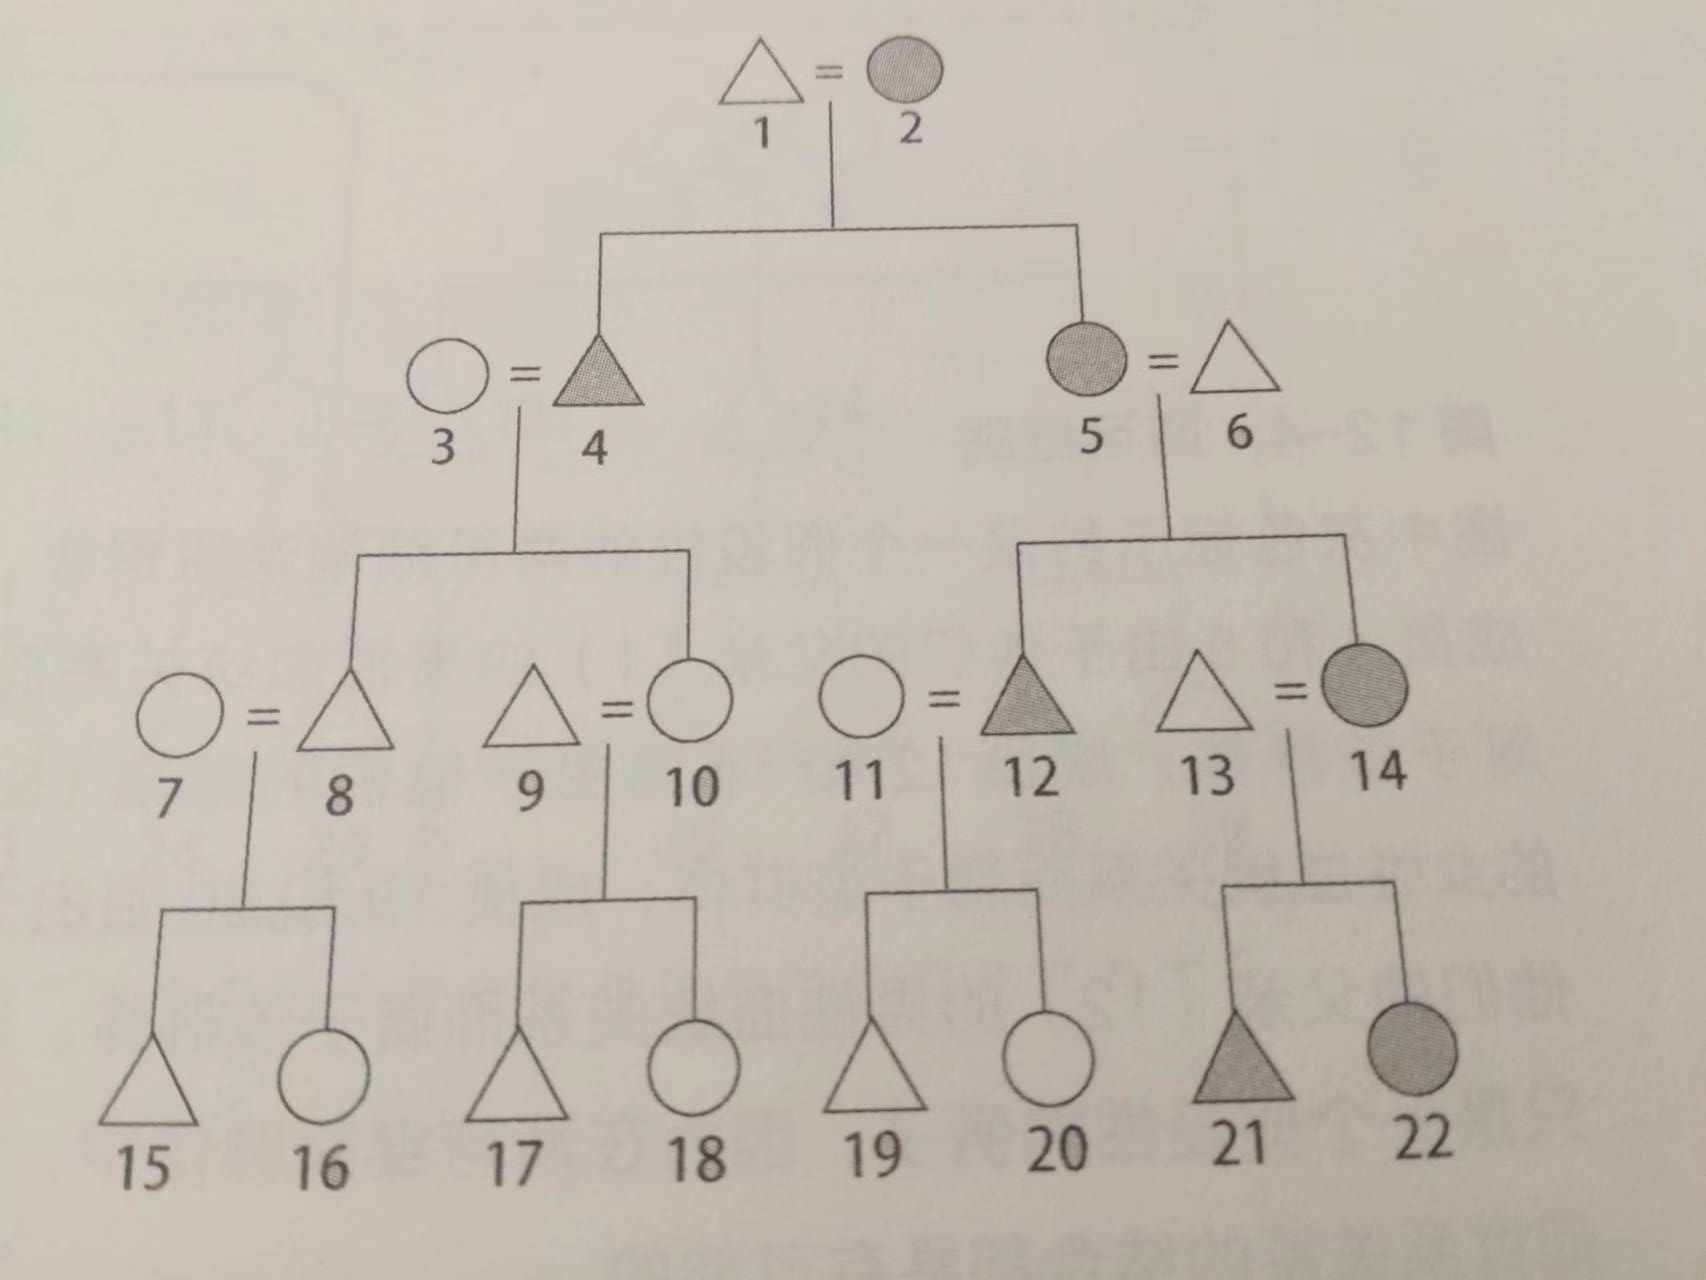 = 
1 2
= =
3 4 5 6
= = = =
7 8 9 10 11 12 13 14
15 16 17 18 19 20 21 22